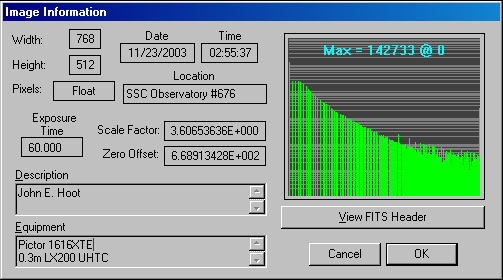 Image Information
Width: 768
Height: 512
Pixels: Float
Date
11/23/2003
Time
02:55:37
Location
SSC Observatory #676
Exposure
Time
60.000
Scale Factor: 3.60653636E+000
Zero Offset: 6.68913428E+002
Description
John E. Hoot
Equipment
Pictor 1616XTE
0.3m LX200 UHTC
Max = 142733 @ 0
View FITS Header
Cancel
OK